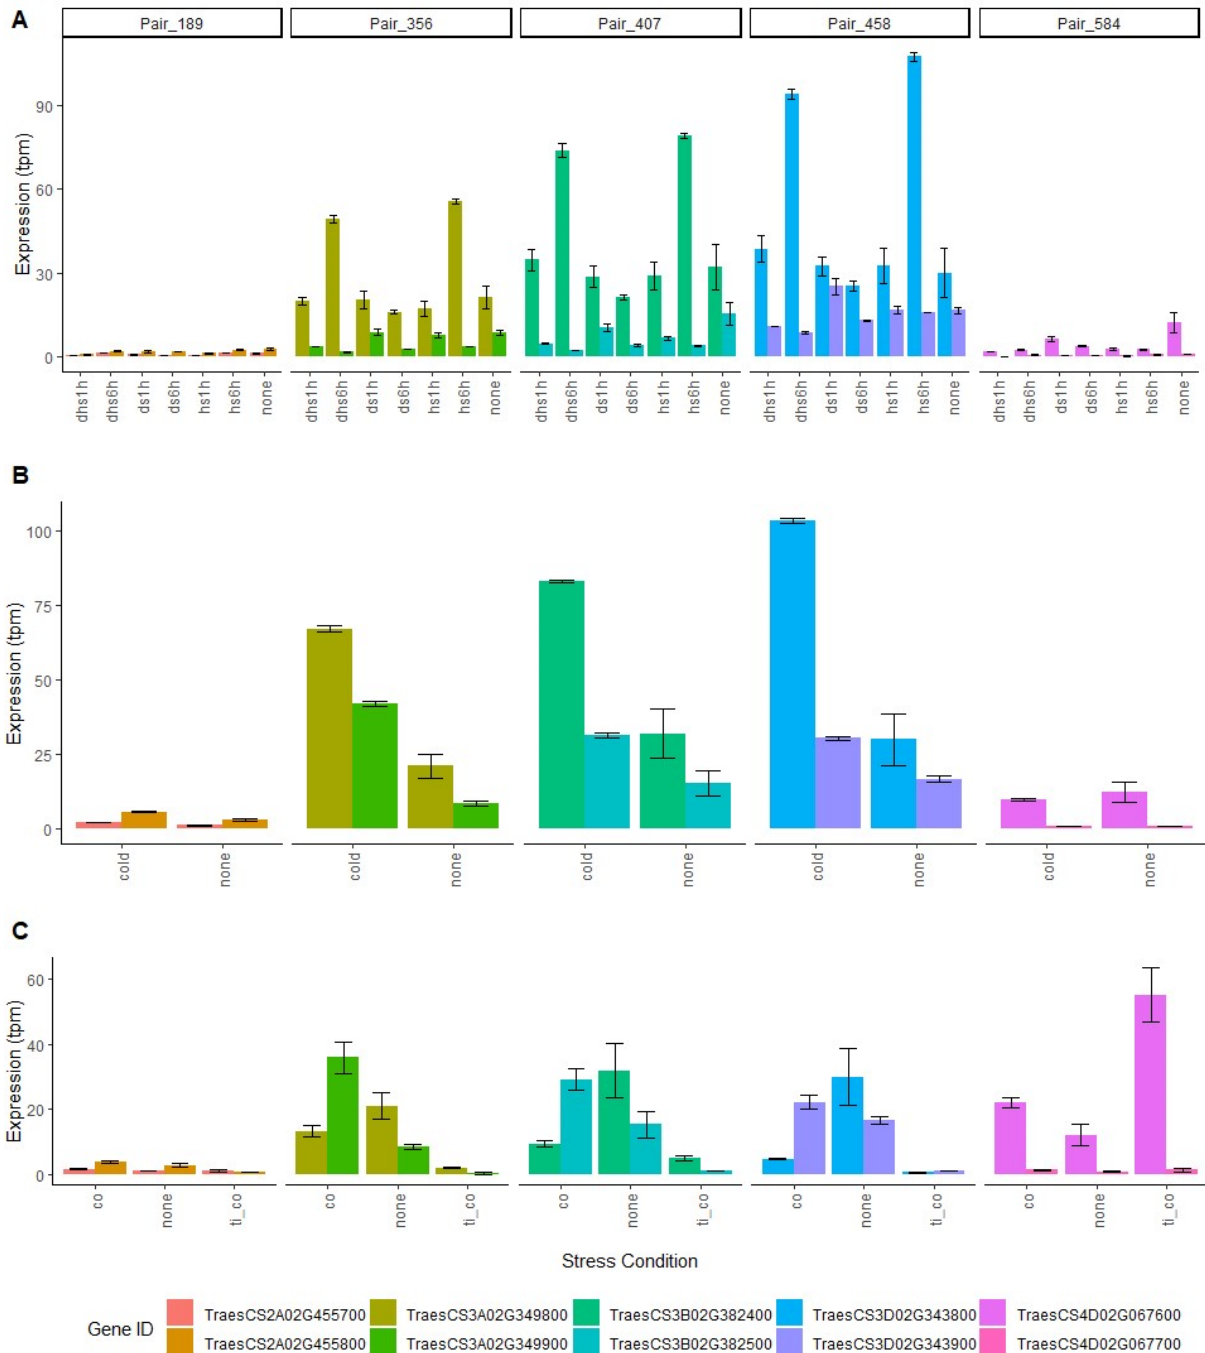 A
Pair_189 Pair_356 Pair_407 Pair_458 Pair_584
Expression (tpm)
90
60
30
0
dhs1h dhs6h ds1h ds6h hs1h hs6h none dhs1h dhs6h ds1h ds6h hs1h hs6h none dhs1h dhs6h ds1h ds6h hs1h hs6h none dhs1h dhs6h ds1h ds6h hs1h hs6h none dhs1h dhs6h ds1h ds6h hs1h hs6h none
B
Expression (tpm)
100
75
50
25
0
cold none cold none cold none cold none cold none
C
Expression (tpm)
60
40
20
0
co none ti_co co none ti_co co none ti_co co none ti_co co none ti_co
Stress Condition
Gene ID
TraesCS2A02G455700 TraesCS3A02G349800 TraesCS3B02G382400 TraesCS3D02G343800 TraesCS4D02G067600
TraesCS2A02G455800 TraesCS3A02G349900 TraesCS3B02G382500 TraesCS3D02G343900 TraesCS4D02G067700